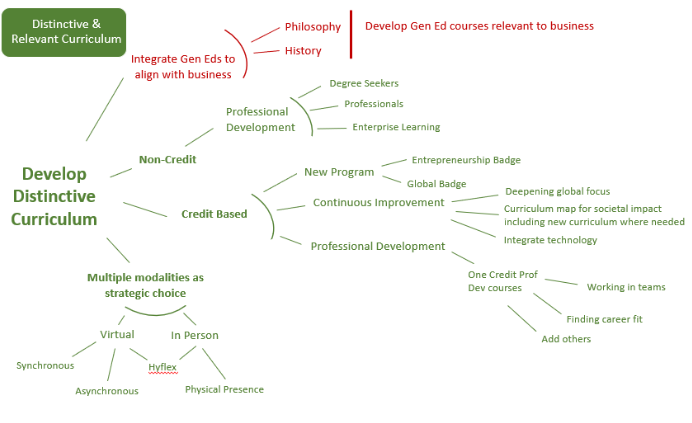 Distinctive &
Relevant Curriculum
Integrate Gen Eds to
align with business
Philosophy
History
Develop Gen Ed courses relevant to business
Develop
Distinctive
Curriculum
Non-Credit
Professional
Development
Degree Seekers
Professionals
Enterprise Learning
Credit Based
New Program
Entrepreneurship Badge
Global Badge
Continuous Improvement
Deepening global focus
Curriculum map for societal impact
including new curriculum where needed
Integrate technology
Professional Development
One Credit Prof
Dev courses
Working in teams
Finding career fit
Add others
Multiple modalities as
strategic choice
Virtual
In Person
Synchronous
Asynchronous
Hyflex
Physical Presence